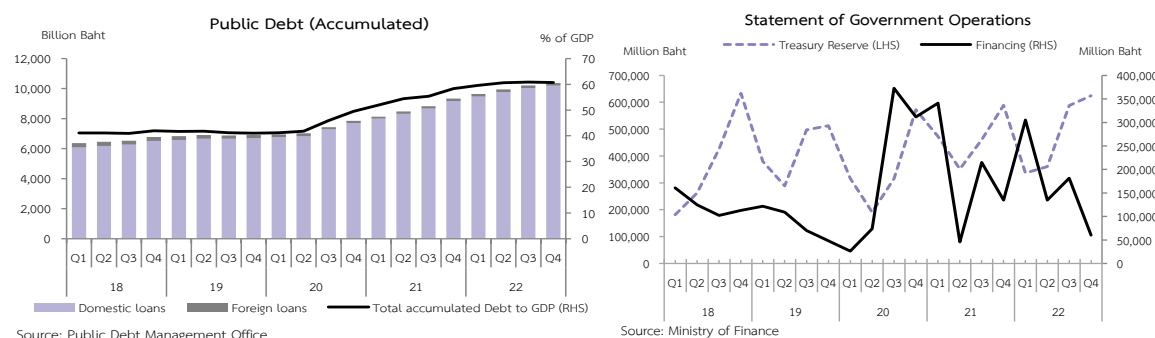 Public Debt (Accumulated)
Billion Baht
% of GDP
12,000
10,000
8,000
6,000
4,000
2,000
0
70
60
50
40
30
20
10
0
Q1 Q2 Q3 Q4 Q1 Q2 Q3 Q4 Q1 Q2 Q3 Q4 Q1 Q2 Q3 Q4 Q1 Q2 Q3 Q4
18 19 20 21 22
Domestic loans Foreign loans Total accumulated Debt to GDP (RHS)
Source: Public Debt Management Office
Statement of Government Operations
Million Baht
Treasury Reserve (LHS) Financing (RHS)
Million Baht
700,000
600,000
500,000
400,000
300,000
200,000
100,000
0
400,000
350,000
300,000
250,000
200,000
150,000
100,000
50,000
0
Q1 Q2 Q3 Q4 Q1 Q2 Q3 Q4 Q1 Q2 Q3 Q4 Q1 Q2 Q3 Q4 Q1 Q2 Q3 Q4
18 19 20 21 22
Source: Ministry of Finance